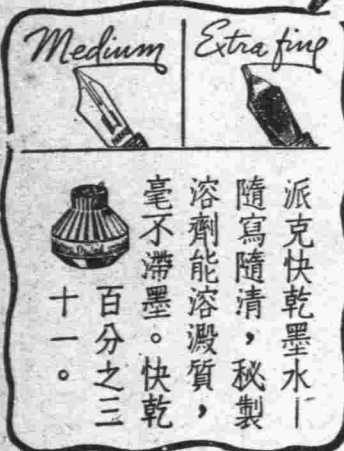 Medium
Extra fine
派克快乾墨水—
隨寫隨清，秘製
溶劑能溶澱質，
毫不滯墨。快乾
百分之三
十一。